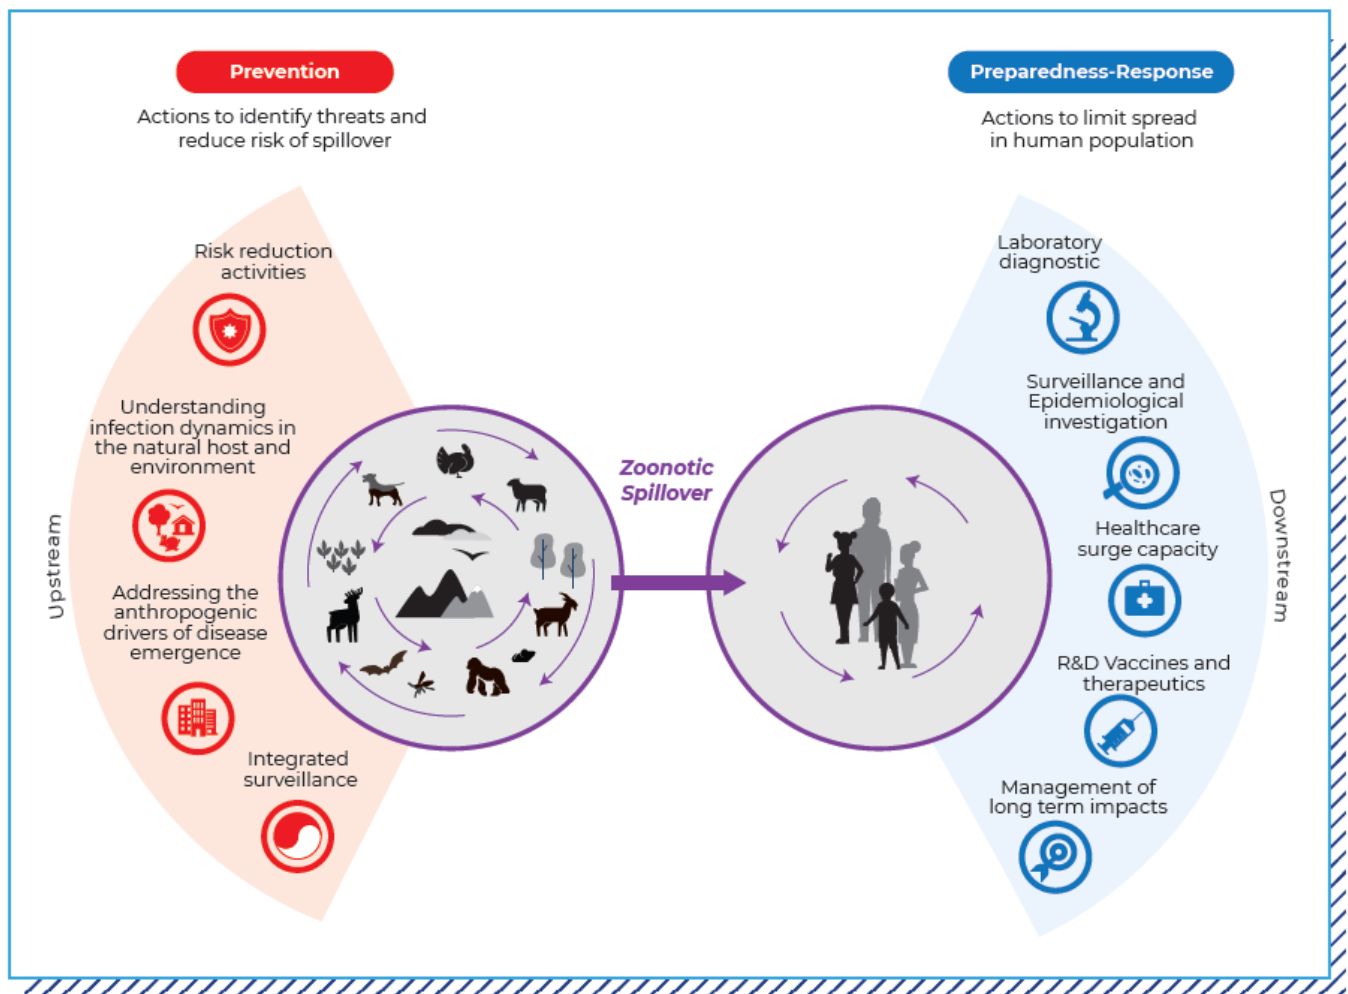 Prevention
Actions to identify threats and
reduce risk of spillover
Preparedness-Response
Actions to limit spread
in human population
Upstream
Risk reduction
activities
Understanding
infection dynamics in
the natural host and
environment
Addressing the
anthropogenic
drivers of disease
emergence
Integrated
surveillance
Zoonotic
Spillover
Laboratory
diagnostic
Surveillance and
Epidemiological
investigation
Healthcare
surge capacity
R&D Vaccines and
therapeutics
Management of
long term impacts
Downstream